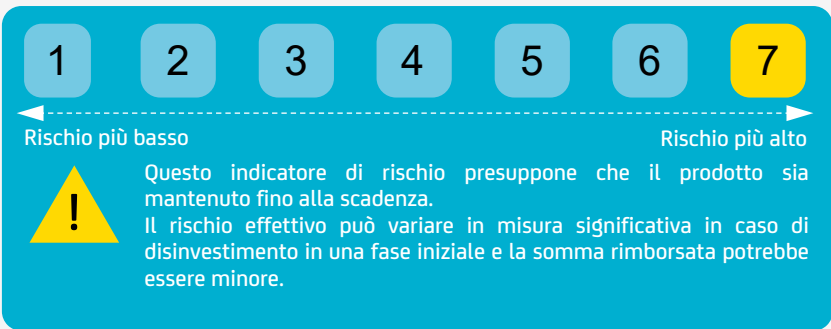 1 2 3 4 5 6 7
Rischio più basso Rischio più alto
!
Questo indicatore di rischio presuppone che il prodotto sia
mantenuto fino alla scadenza.
Il rischio effettivo può variare in misura significativa in caso di
disinvestimento in una fase iniziale e la somma rimborsata potrebbe
essere minore.